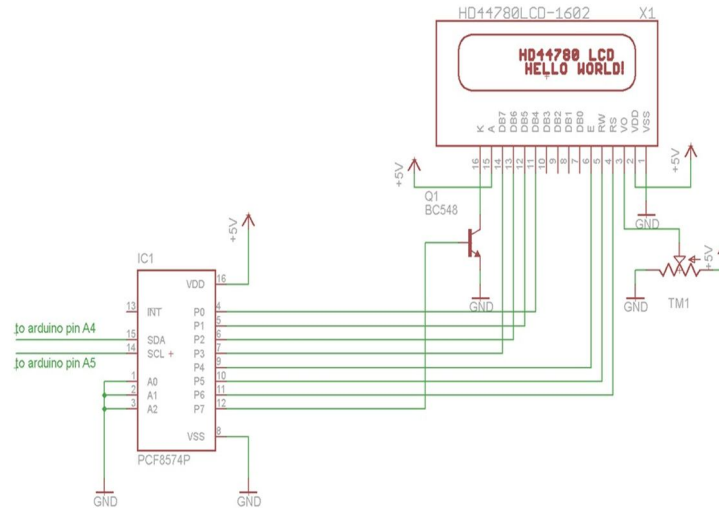 HD44780LCD-1602 X1
HD44780 LCD
HELLO WORLD!
K A DB7 DB6 DB5 DB4 DB3 DB2 DB1 DB0 E RW RS VO VDD VSS
16 15 14 13 12 11 10 9 8 7 6 5 4 3 2 1
+5V
+5V
Q1
BC548
GND
+5V
GND
GND
TM1
+5V
IC1
VDD 16
13 INT P0 4
P1 5
to arduino pin A4
15 SDA P2 6
14 SCL + P3 7
to arduino pin A5
P4 9
1 A0 P5 10
2 A1 P6 11
3 A2 P7 12
VSS 8
PCF8574P
GND GND